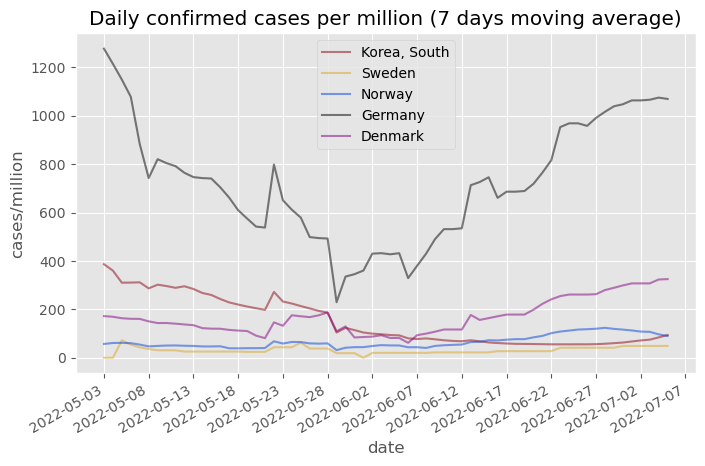 Daily confirmed cases per million (7 days moving average)
Korea, South
Sweden
Norway
Germany
Denmark
cases/million
1200
1000
800
600
400
200
0
2022-05-03
2022-05-08
2022-05-13
2022-05-18
2022-05-23
2022-05-28
2022-06-02
2022-06-07
2022-06-12
2022-06-17
2022-06-22
2022-06-27
2022-07-02
2022-07-07
date